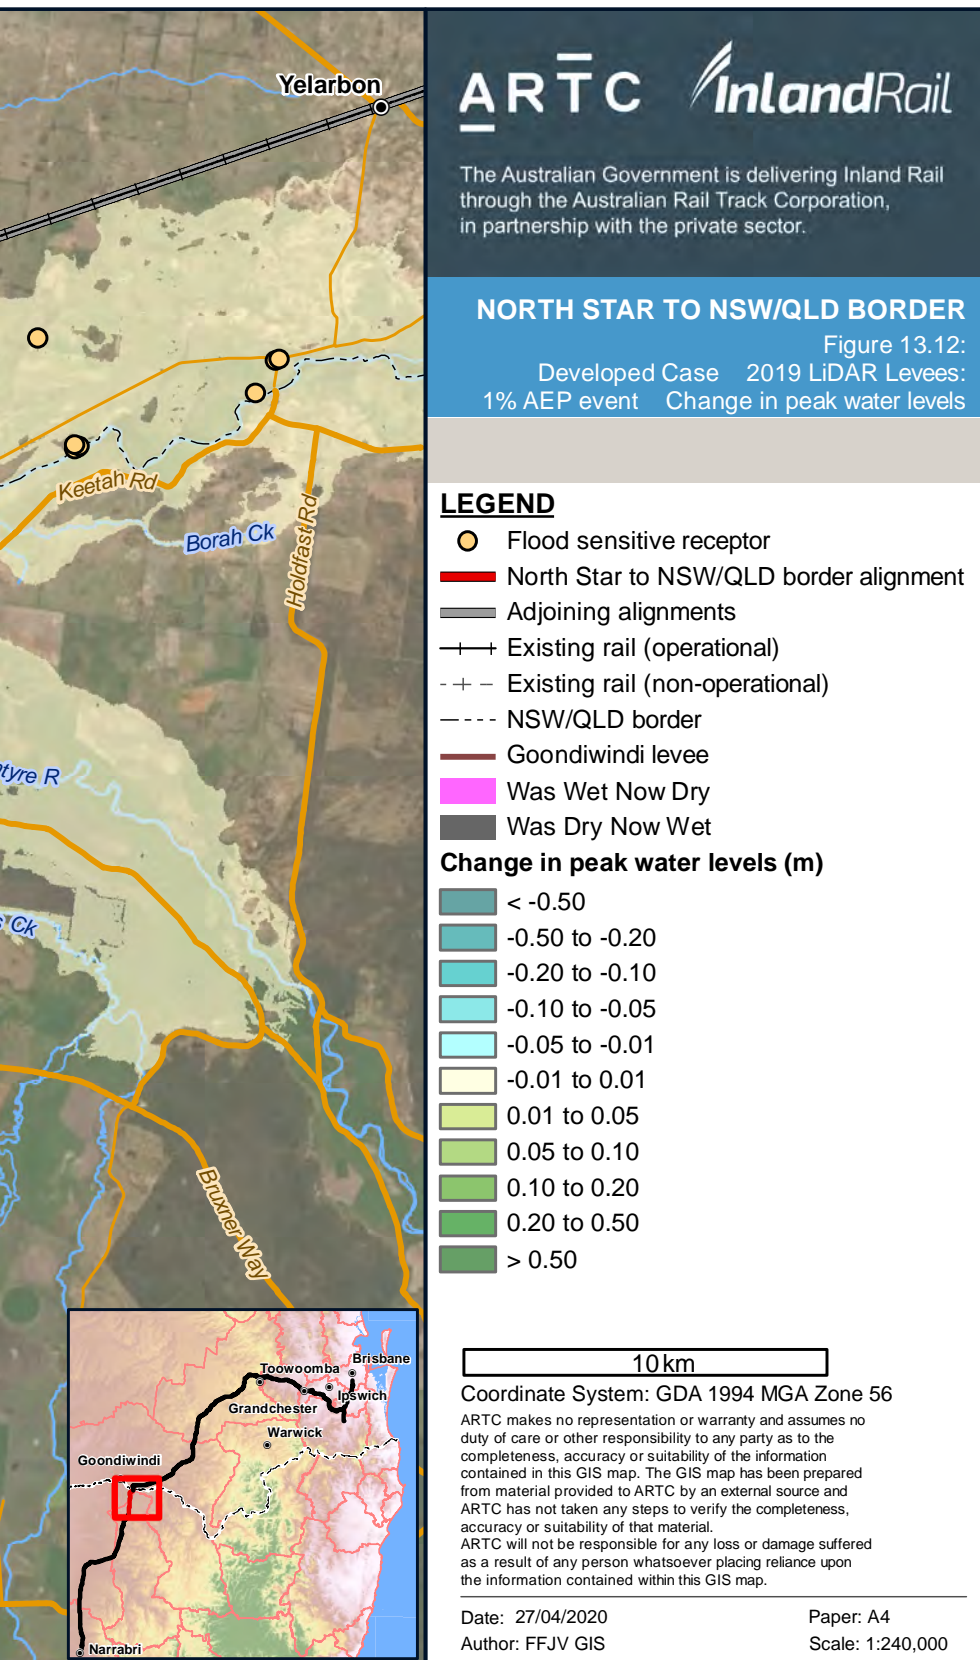 Yelarbon
Keetah Rd
Borah Ck
Holdfast Rd
tyre R
Ck
Bruxner Way
Brisbane
Toowoomba
Ipswich
Grandchester
Warwick
Goondiwindi
Narrabri
ARTC InlandRail
The Australian Government is delivering Inland Rail
through the Australian Rail Track Corporation,
in partnership with the private sector.
NORTH STAR TO NSW/QLD BORDER
Figure 13.12:
Developed Case 2019 LiDAR Levees:
1% AEP event Change in peak water levels
LEGEND
Flood sensitive receptor
North Star to NSW/QLD border alignment
Adjoining alignments
Existing rail (operational)
Existing rail (non-operational)
NSW/QLD border
Goondiwindi levee
Was Wet Now Dry
Was Dry Now Wet
Change in peak water levels (m)
< -0.50
-0.50 to -0.20
-0.20 to -0.10
-0.10 to -0.05
-0.05 to -0.01
-0.01 to 0.01
0.01 to 0.05
0.05 to 0.10
0.10 to 0.20
0.20 to 0.50
> 0.50
10km
Coordinate System: GDA 1994 MGA Zone 56
ARTC makes no representation or warranty and assumes no
duty of care or other responsibility to any party as to the
completeness, accuracy or suitability of the information
contained in this GIS map. The GIS map has been prepared
from material provided to ARTC by an external source and
ARTC has not taken any steps to verify the completeness,
accuracy or suitability of that material.
ARTC will not be responsible for any loss or damage suffered
as a result of any person whatsoever placing reliance upon
the information contained within this GIS map.
Date: 27/04/2020 Paper: A4
Author: FFJV GIS Scale: 1:240,000